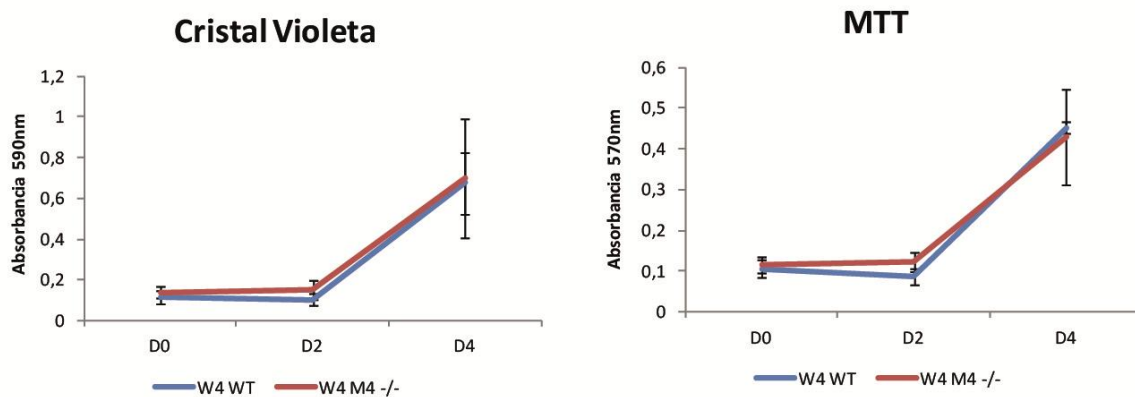 Cristal Violeta
Absorbancia 590nm
1,2
1
0,8
0,6
0,4
0,2
0
D0 D2 D4
W4 WT W4 M4 -/-
MTT
Absorbancia 570nm
0,6
0,5
0,4
0,3
0,2
0,1
0
D0 D2 D4
W4 WT W4 M4 -/-